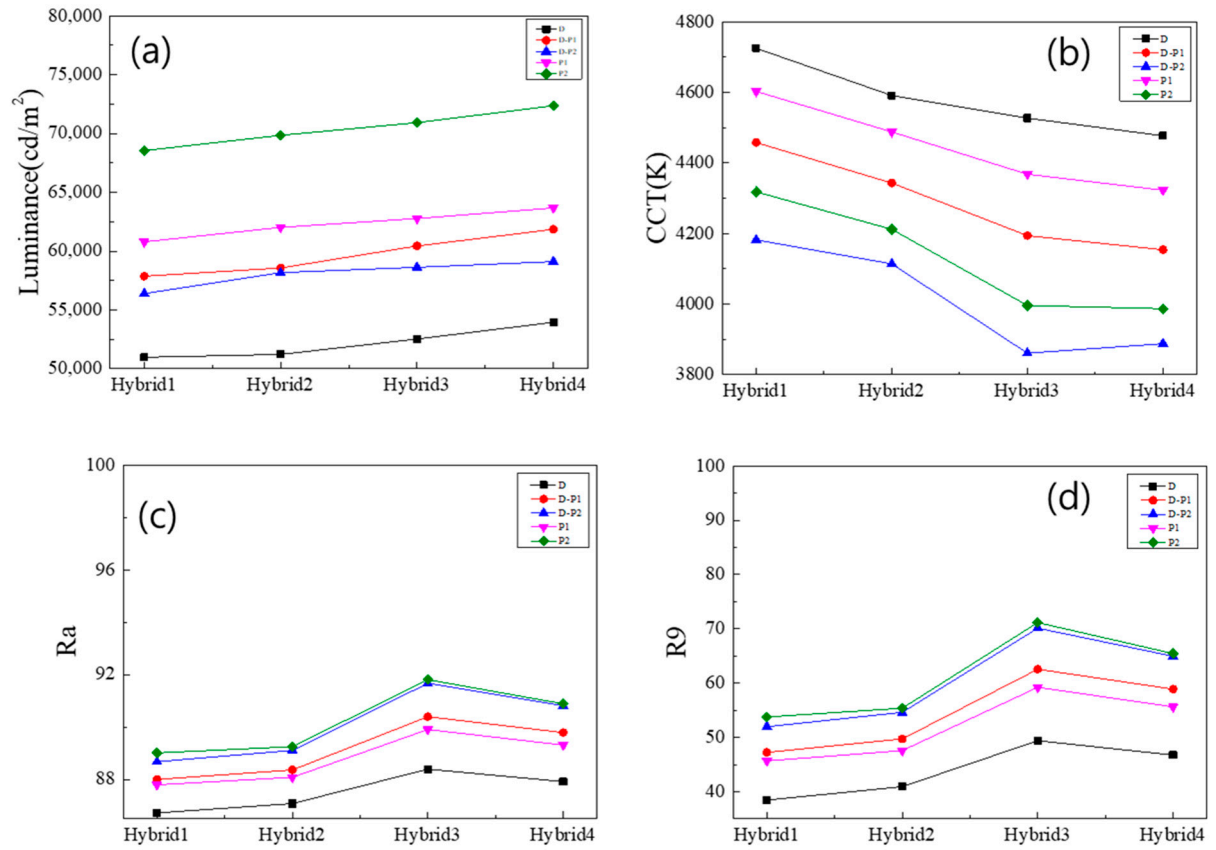 (a)
Luminance(cd/m²)
80,000
75,000
70,000
65,000
60,000
55,000
50,000
Hybrid1 Hybrid2 Hybrid3 Hybrid4
D
D-P1
D-P2
P1
P2
(b)
CCT(K)
4800
4600
4400
4200
4000
3800
Hybrid1 Hybrid2 Hybrid3 Hybrid4
D
D-P1
D-P2
P1
P2
(c)
Ra
100
96
92
88
Hybrid1 Hybrid2 Hybrid3 Hybrid4
D
D-P1
D-P2
P1
P2
(d)
R9
100
90
80
70
60
50
40
Hybrid1 Hybrid2 Hybrid3 Hybrid4
D
D-P1
D-P2
P1
P2